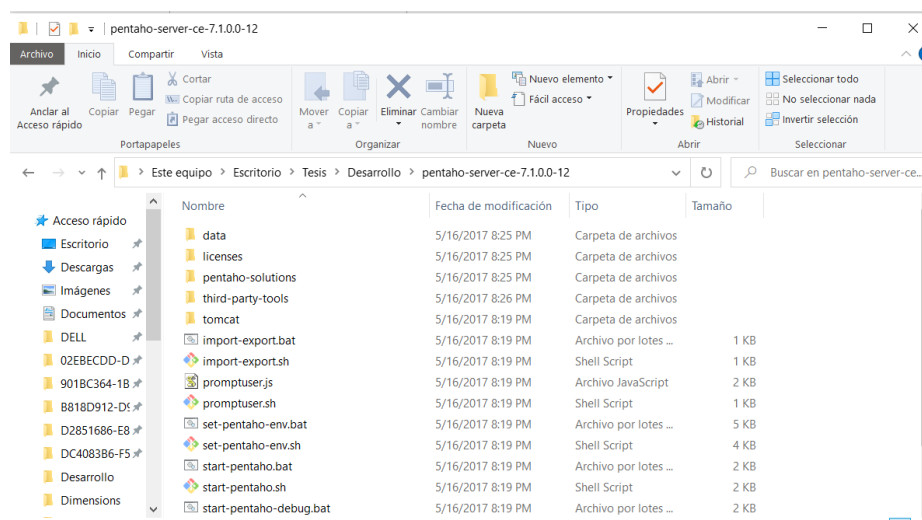 pentaho-server-ce-7.1.0.0-12
Archivo Inicio Compartir Vista
Anclar al Acceso rápido
Copiar
Pegar
Cortar
Copiar ruta de acceso
Pegar acceso directo
Portapapeles
Mover a
Copiar a
Eliminar
Cambiar nombre
Organizar
Nueva carpeta
Nuevo elemento
Fácil acceso
Nuevo
Propiedades
Abrir
Modificar
Historial
Abrir
Seleccionar todo
No seleccionar nada
Invertir selección
Seleccionar
Este equipo > Escritorio > Tesis > Desarrollo > pentaho-server-ce-7.1.0.0-12
Buscar en pentaho-server-ce...
Acceso rápido
Escritorio
Descargas
Imágenes
Documentos
DELL
02EBECDD-D
901BC364-1B
B818D912-D9
D2851686-E8
DC4083B6-F5
Desarrollo
Dimensions
Nombre Fecha de modificación Tipo Tamaño
data 5/16/2017 8:25 PM Carpeta de archivos
licenses 5/16/2017 8:25 PM Carpeta de archivos
pentaho-solutions 5/16/2017 8:25 PM Carpeta de archivos
third-party-tools 5/16/2017 8:26 PM Carpeta de archivos
tomcat 5/16/2017 8:19 PM Carpeta de archivos
import-export.bat 5/16/2017 8:19 PM Archivo por lotes ... 1 KB
import-export.sh 5/16/2017 8:19 PM Shell Script 1 KB
promptuser.js 5/16/2017 8:19 PM Archivo JavaScript 2 KB
promptuser.sh 5/16/2017 8:19 PM Shell Script 1 KB
set-pentaho-env.bat 5/16/2017 8:19 PM Archivo por lotes ... 5 KB
set-pentaho-env.sh 5/16/2017 8:19 PM Shell Script 4 KB
start-pentaho.bat 5/16/2017 8:19 PM Archivo por lotes ... 2 KB
start-pentaho.sh 5/16/2017 8:19 PM Shell Script 2 KB
start-pentaho-debug.bat 5/16/2017 8:19 PM Archivo por lotes ... 2 KB